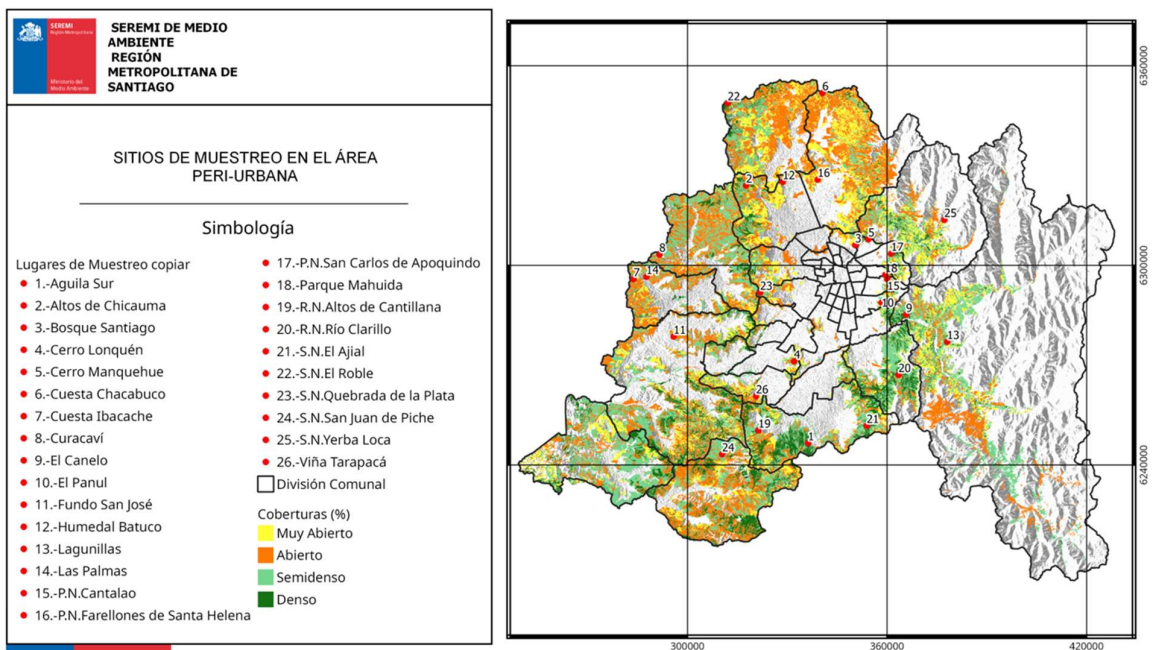 SEREMI
Región Metropolitana
Ministerio del
Medio Ambiente
SEREMI DE MEDIO
AMBIENTE
REGIÓN
METROPOLITANA DE
SANTIAGO
SITIOS DE MUESTREO EN EL ÁREA
PERI-URBANA
Simbología
Lugares de Muestreo copiar
1.-Aguila Sur
2.-Altos de Chicauma
3.-Bosque Santiago
4.-Cerro Lonquén
5.-Cerro Manquehue
6.-Cuesta Chacabuco
7.-Cuesta Ibacache
8.-Curacaví
9.-El Canelo
10.-El Panul
11.-Fundo San José
12.-Humedal Batuco
13.-Lagunillas
14.-Las Palmas
15.-P.N.Cantalao
16.-P.N.Farellones de Santa Helena
17.-P.N.San Carlos de Apoquindo
18.-Parque Mahuida
19.-R.N.Altos de Cantillana
20.-R.N.Río Clarillo
21.-S.N.El Ajial
22.-S.N.El Roble
23.-S.N.Quebrada de la Plata
24.-S.N.San Juan de Piche
25.-S.N.Yerba Loca
26.-Viña Tarapacá
División Comunal
Coberturas (%)
Muy Abierto
Abierto
Semidenso
Denso
6
22
12
16
2
25
5
3
17
8
18
7
14
15
23
10
9
11
13
4
20
26
21
19
1
24
6360000
6300000
6240000
300000
360000
420000